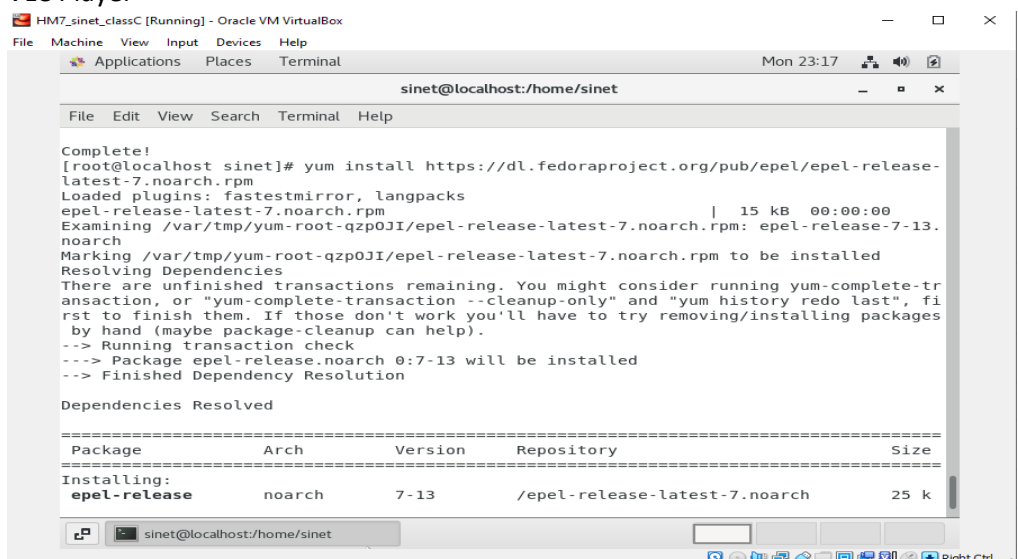 HM7_sinet_classC [Running] - Oracle VM VirtualBox
File Machine View Input Devices Help
Applications Places Terminal Mon 23:17
sinet@localhost:/home/sinet
File Edit View Search Terminal Help
Complete!
[root@localhost sinet]# yum install https://dl.fedoraproject.org/pub/epel/epel-release-
latest-7.noarch.rpm
Loaded plugins: fastestmirror, langpacks
epel-release-latest-7.noarch.rpm | 15 kB 00:00:00
Examining /var/tmp/yum-root-qzpOJI/epel-release-latest-7.noarch.rpm: epel-release-7-13.
noarch
Marking /var/tmp/yum-root-qzpOJI/epel-release-latest-7.noarch.rpm to be installed
Resolving Dependencies
There are unfinished transactions remaining. You might consider running yum-complete-tr
ansaction, or "yum-complete-transaction --cleanup-only" and "yum history redo last", fi
rst to finish them. If those don't work you'll have to try removing/installing packages
by hand (maybe package-cleanup can help).
--> Running transaction check
---> Package epel-release.noarch 0:7-13 will be installed
--> Finished Dependency Resolution
Dependencies Resolved
================================================================================
Package Arch Version Repository Size
================================================================================
Installing:
epel-release noarch 7-13 /epel-release-latest-7.noarch 25 k
sinet@localhost:/home/sinet
Right Ctrl